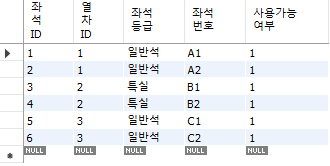 좌석 ID 열차 ID 좌석 등급 좌석 번호 사용가능 여부
1 1 일반석 A1 1
2 1 일반석 A2 1
3 2 특실 B1 1
4 2 특실 B2 1
5 3 일반석 C1 1
6 3 일반석 C2 1
NULL NULL NULL NULL NULL